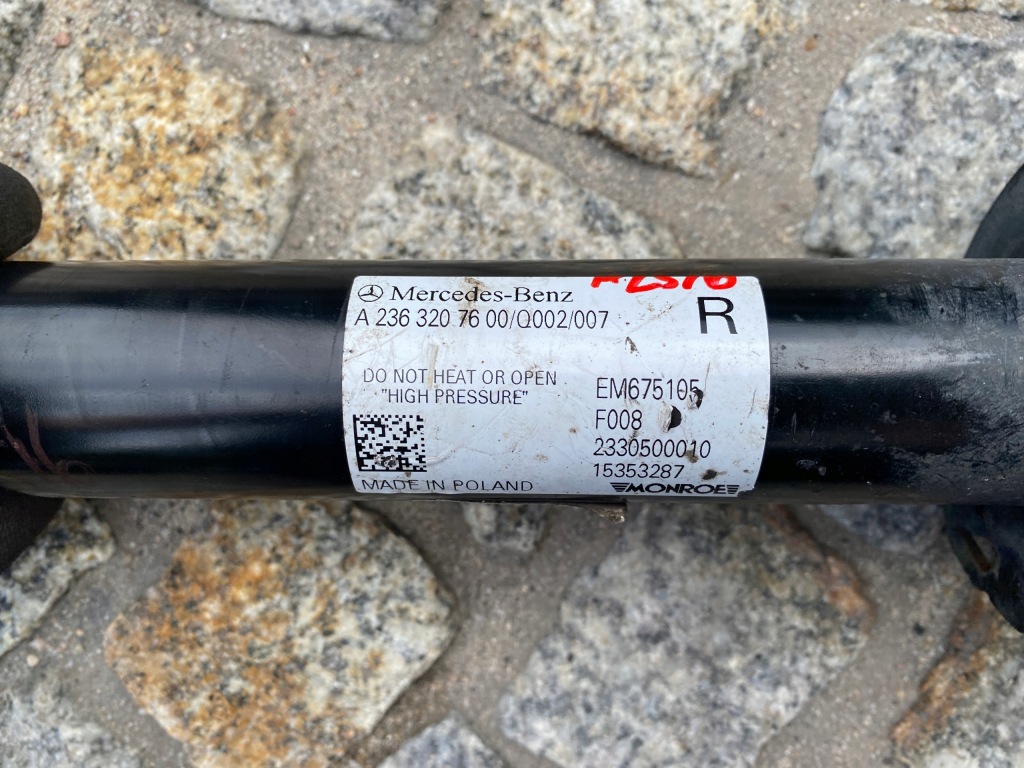 Mercedes-Benz
A 236 320 76 00/Q002/007
R
DO NOT HEAT OR OPEN
"HIGH PRESSURE"
EM675105
F008
2330500010
15353287
MADE IN POLAND
MONROE